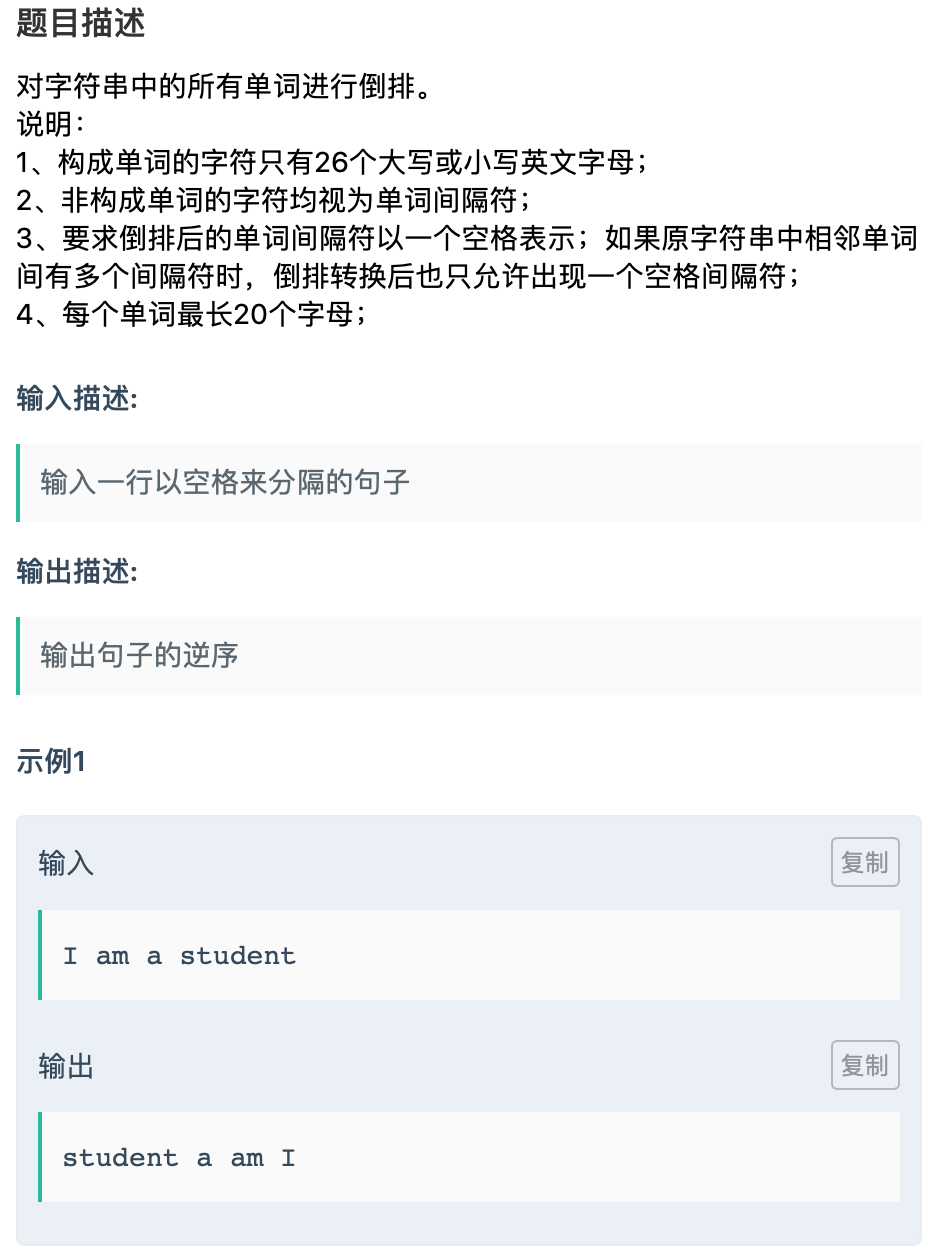 题目描述
对字符串中的所有单词进行倒排。
说明：
1、构成单词的字符只有26个大写或小写英文字母；
2、非构成单词的字符均视为单词间隔符；
3、要求倒排后的单词间隔符以一个空格表示；如果原字符串中相邻单词
间有多个间隔符时，倒排转换后也只允许出现一个空格间隔符；
4、每个单词最长20个字母；
输入描述:
输入一行以空格来分隔的句子
输出描述:
输出句子的逆序
示例1
输入
复制
I am a student
输出
复制
student a am I